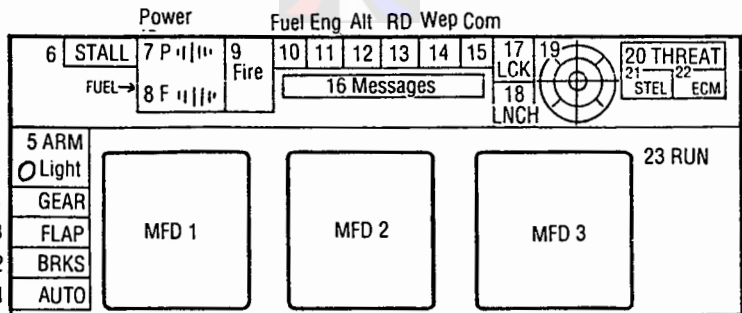 Power
Fuel Eng Alt RD Wep Com
6 STALL 7 P 9 Fire 10 11 12 13 14 15 17 LCK 19 20 THREAT
FUEL→ 8 F 16 Messages 18 LNCH 21 STEL 22 ECM
5 ARM
Light
23 RUN
GEAR
MFD 1 MFD 2 MFD 3
FLAP
BRKS
AUTO